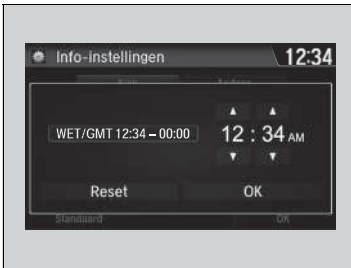 Info-instellingen 12:34
WET/GMT 12:34 – 00:00
12 : 34 AM
Reset OK
Standaard OK